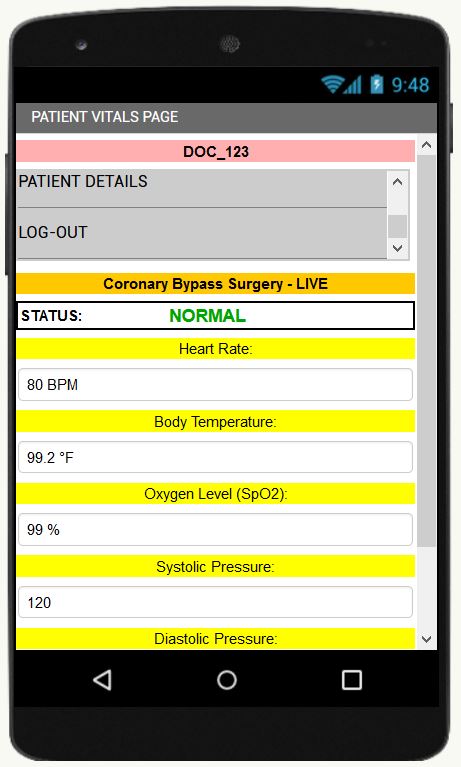 9:48
PATIENT VITALS PAGE
DOC_123
PATIENT DETAILS
LOG-OUT
Coronary Bypass Surgery - LIVE
STATUS: NORMAL
Heart Rate:
80 BPM
Body Temperature:
99.2 °F
Oxygen Level (SpO2):
99 %
Systolic Pressure:
120
Diastolic Pressure: